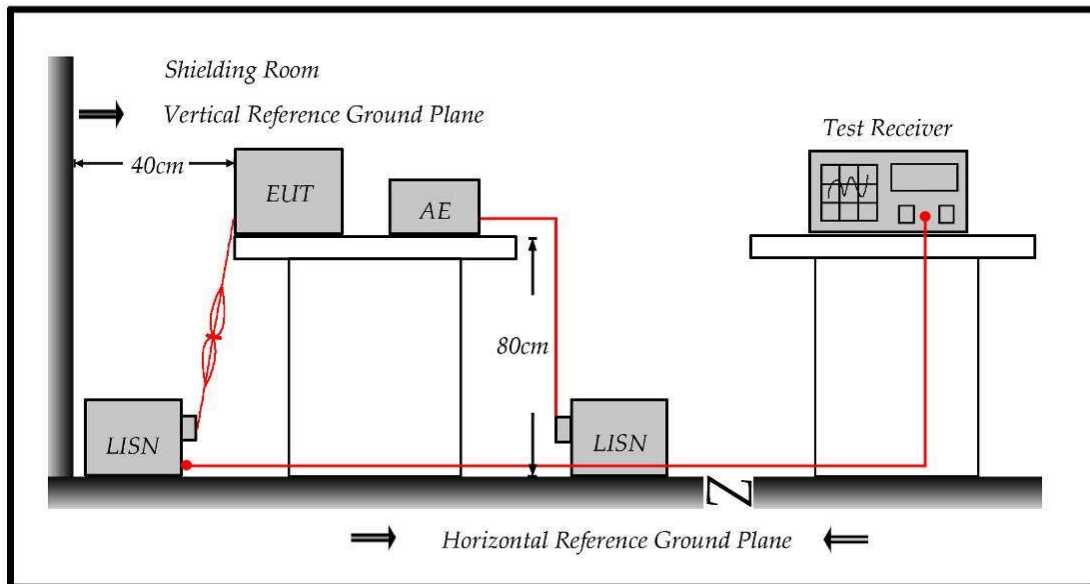 Shielding Room
Vertical Reference Ground Plane
Test Receiver
40cm
EUT
AE
80cm
LISN
LISN
Horizontal Reference Ground Plane